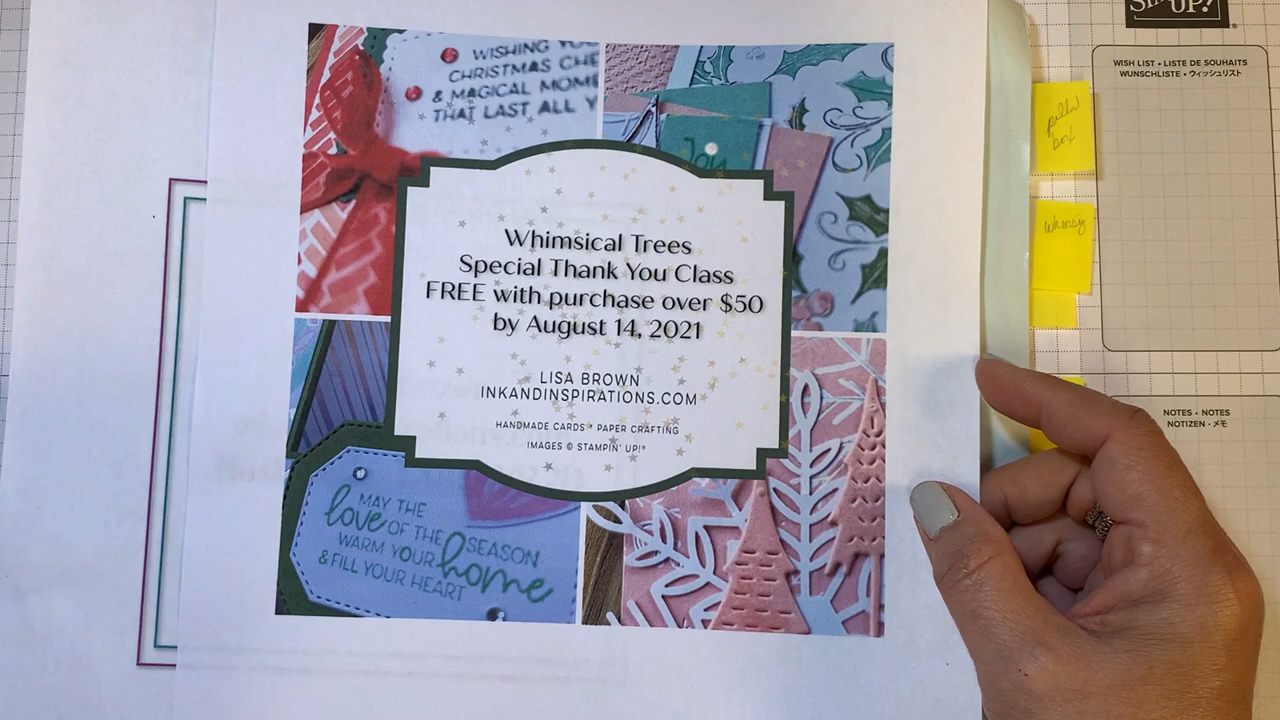 UP!
WISH LIST • LISTE DE SOUHAITS
WUNSCHLISTE • ウィッシュリスト
pillow
box
whimsy
WISHING
CHRISTMAS
& MAGICAL
THAT LAST ALL
Joy
Whimsical Trees
Special Thank You Class
FREE with purchase over $50
by August 14, 2021
LISA BROWN
INKANDINSPIRATIONS.COM
HANDMADE CARDS • PAPER CRAFTING
IMAGES © STAMPIN' UP!®
MAY THE
love OF THE SEASON
WARM YOUR home
& FILL YOUR HEART
NOTES • NOTES
NOTIZEN • メモ